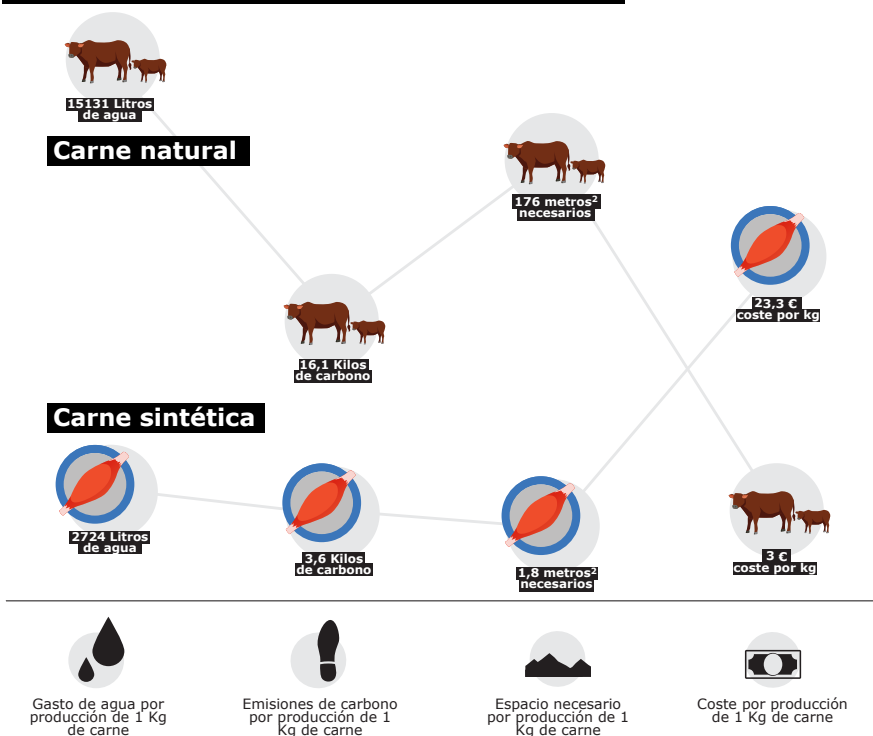 15131 Litros
de agua
Carne natural
176 metros²
necesarios
23,3 €
coste por kg
16,1 Kilos
de carbono
Carne sintética
2724 Litros
de agua
3,6 Kilos
de carbono
1,8 metros²
necesarios
3 €
coste por kg
Gasto de agua por
producción de 1 Kg
de carne
Emisiones de carbono
por producción de 1
Kg de carne
Espacio necesario
por producción de 1
Kg de carne
Coste por producción
de 1 Kg de carne